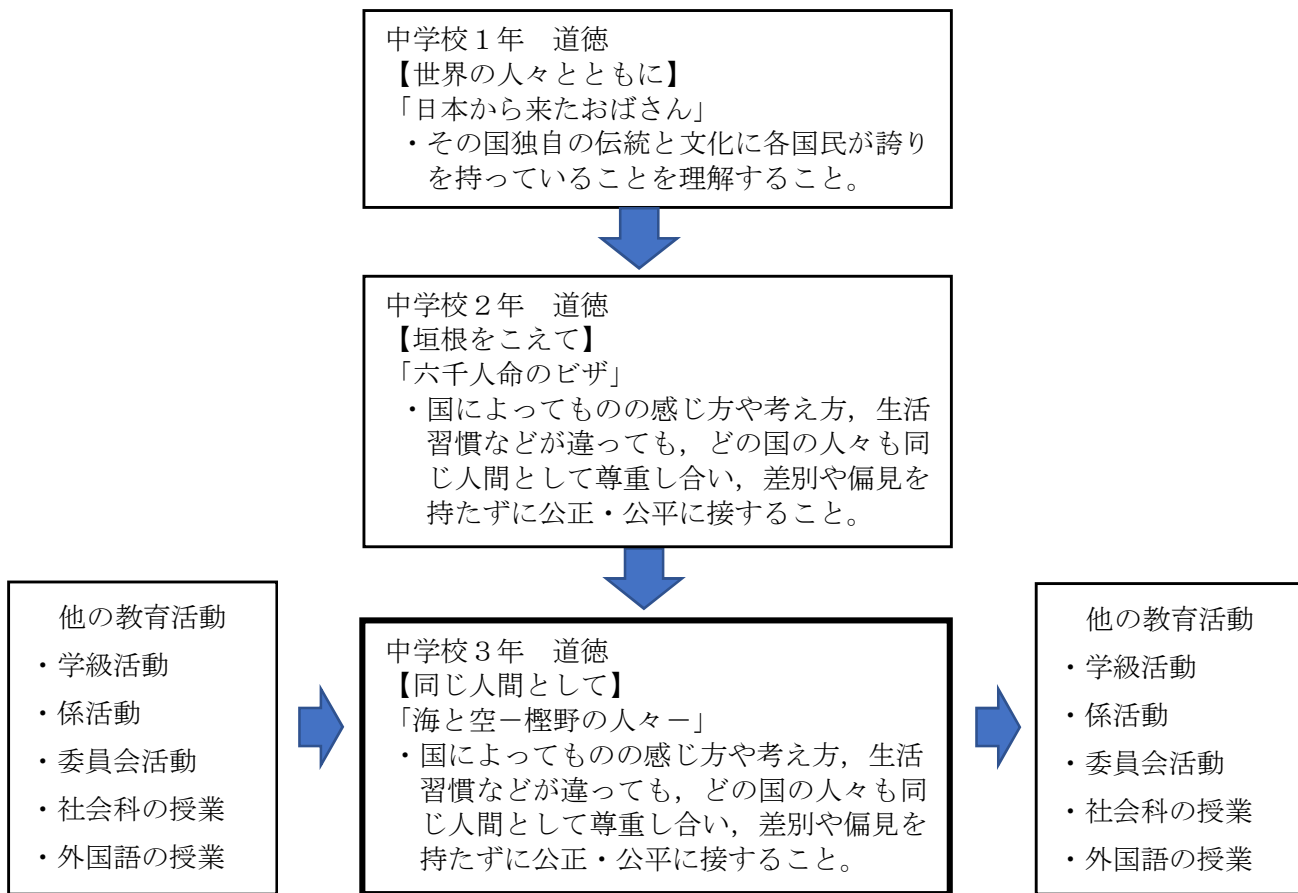 中学校１年　道徳
【世界の人々とともに】
「日本から来たおばさん」
・その国独自の伝統と文化に各国民が誇り
を持っていることを理解すること。
中学校２年　道徳
【垣根をこえて】
「六千人命のビザ」
・国によってものの感じ方や考え方，生活
習慣などが違っても，どの国の人々も同
じ人間として尊重し合い，差別や偏見を
持たずに公正・公平に接すること。
他の教育活動
・学級活動
・係活動
・委員会活動
・社会科の授業
・外国語の授業
中学校３年　道徳
【同じ人間として】
「海と空－樫野の人々－」
・国によってものの感じ方や考え方，生活
習慣などが違っても，どの国の人々も同
じ人間として尊重し合い，差別や偏見を
持たずに公正・公平に接すること。
他の教育活動
・学級活動
・係活動
・委員会活動
・社会科の授業
・外国語の授業